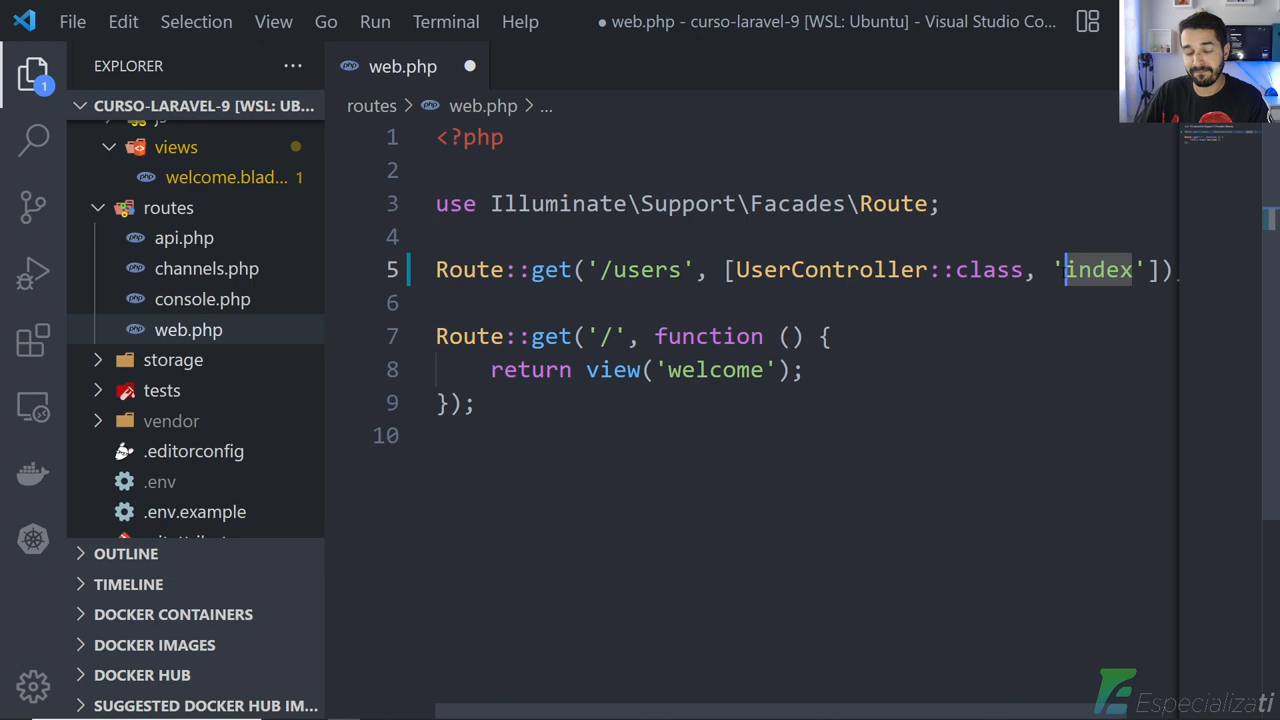 File Edit Selection View Go Run Terminal Help ● web.php - curso-laravel-9 [WSL: Ubuntu] - Visual Studio Co...
EXPLORER ...
web.php ●
1
CURSO-LARAVEL-9 [WSL: UB...
routes > web.php > ...
js
views
welcome.blad... 1
routes
api.php
channels.php
console.php
web.php
storage
tests
vendor
.editorconfig
.env
.env.example
OUTLINE
TIMELINE
DOCKER CONTAINERS
DOCKER IMAGES
DOCKER HUB
SUGGESTED DOCKER HUB IM...
1 <?php
2
3 use Illuminate\Support\Facades\Route;
4
5 Route::get('/users', [UserController::class, 'index'])
6
7 Route::get('/', function () {
8 return view('welcome');
9 });
10
Especializati